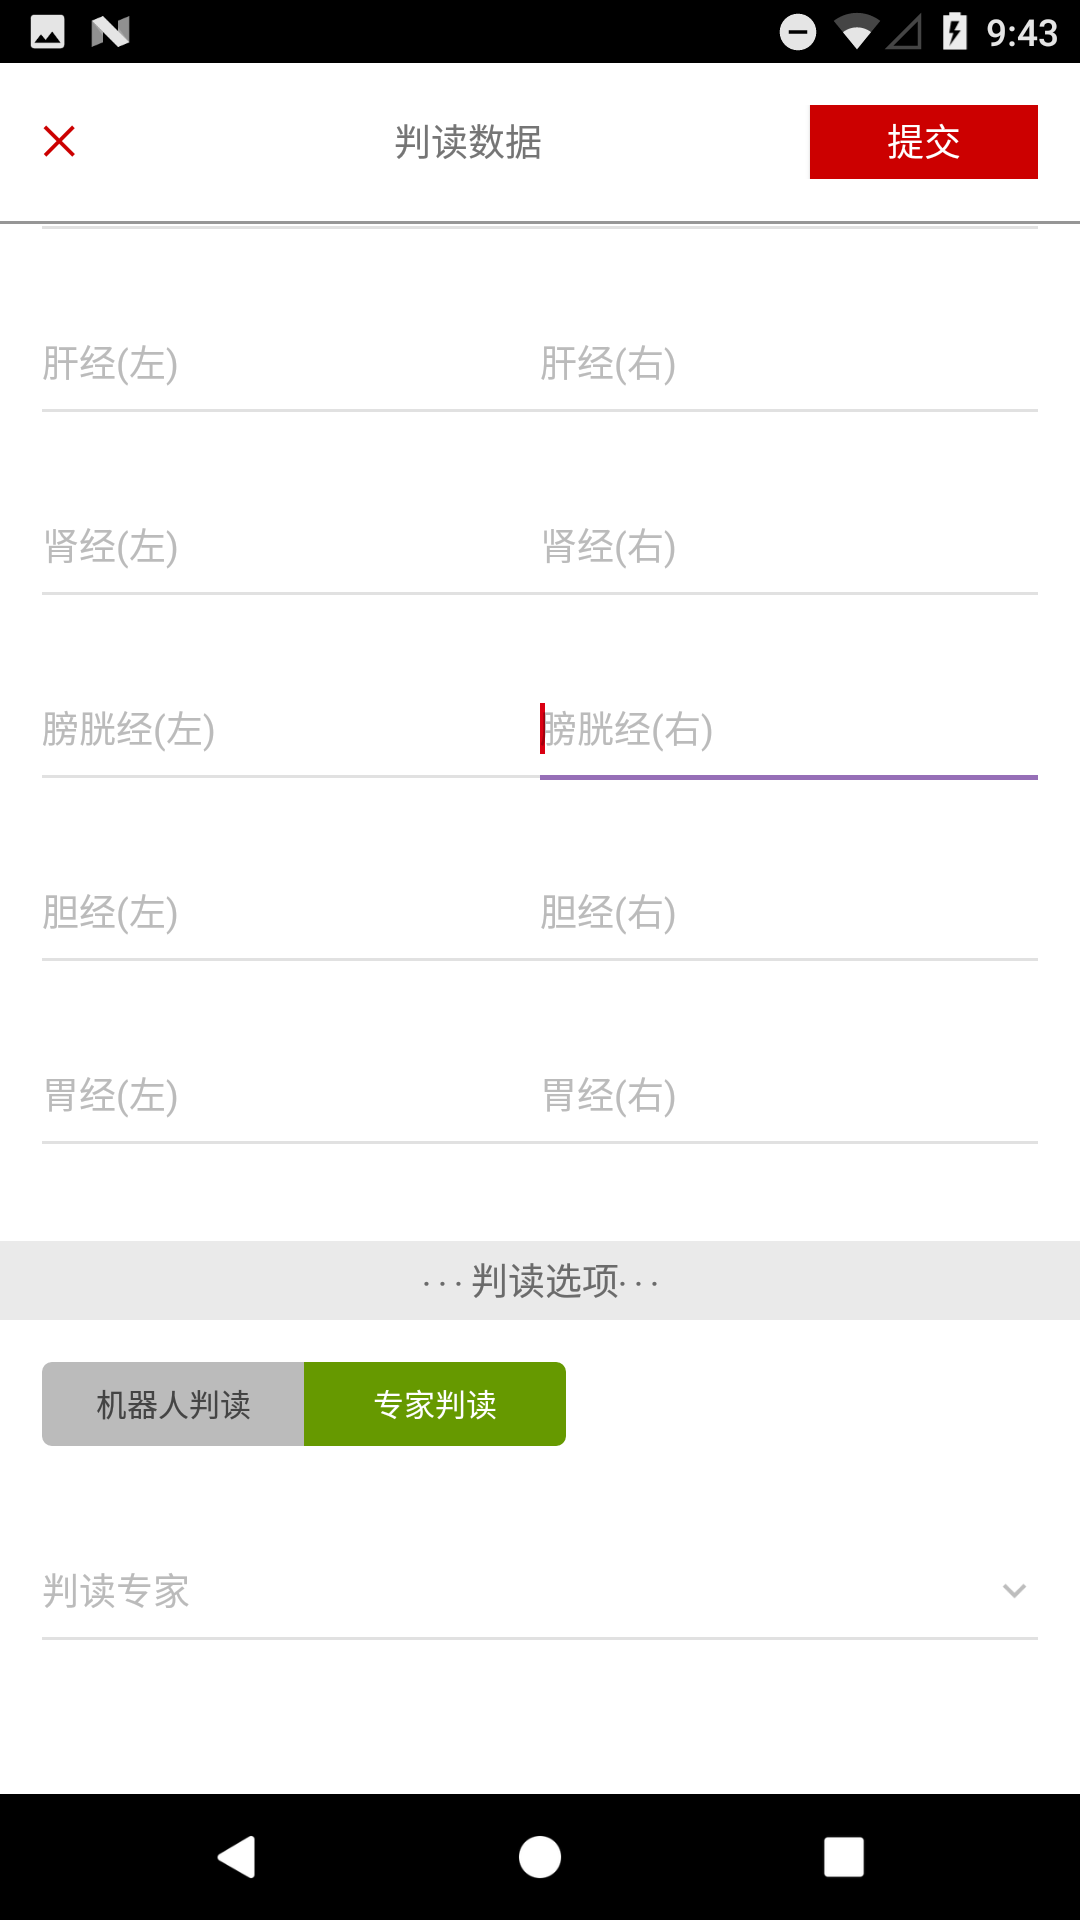 9:43
判读数据
提交
肝经(左) 肝经(右)
肾经(左) 肾经(右)
膀胱经(左) 膀胱经(右)
胆经(左) 胆经(右)
胃经(左) 胃经(右)
···判读选项···
机器人判读 专家判读
判读专家